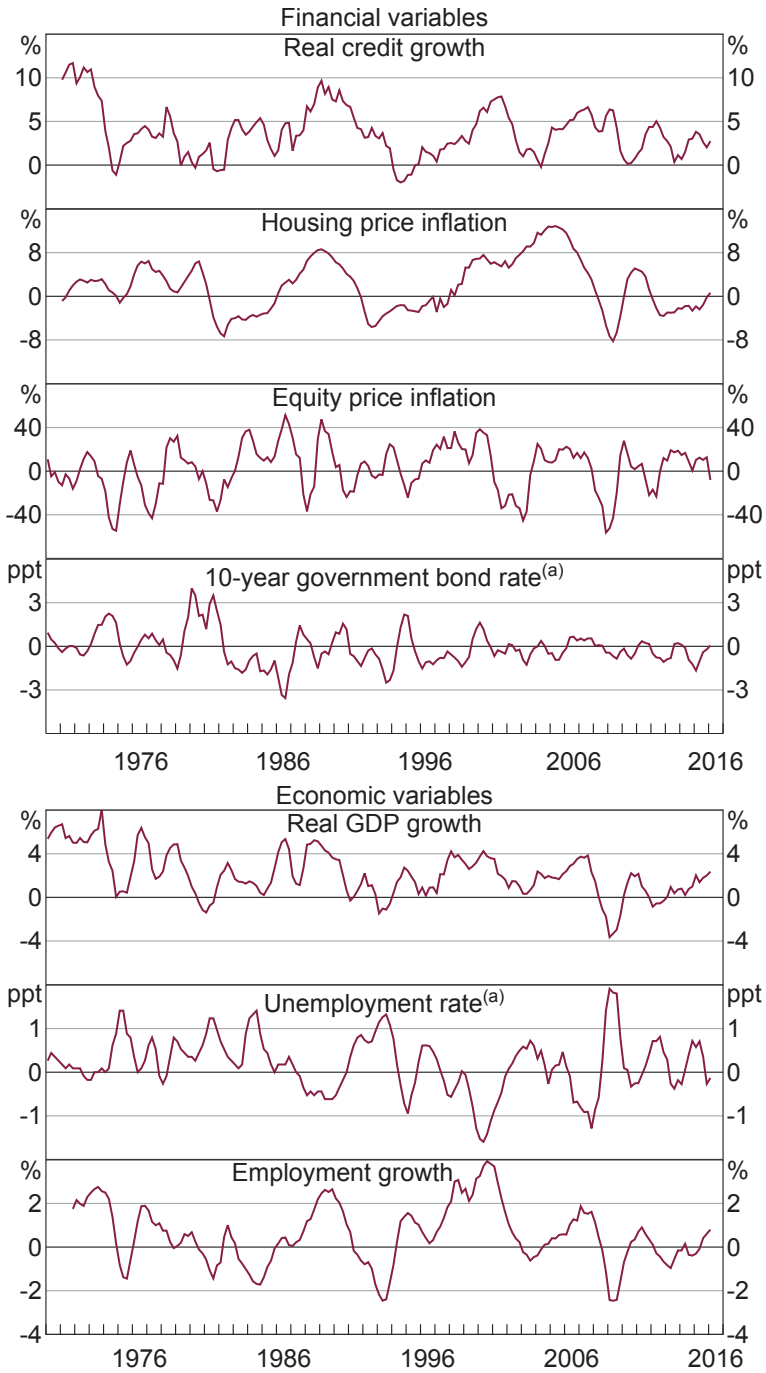 Financial variables
% Real credit growth %
10 10
5 5
0 0
% Housing price inflation %
8 8
0 0
-8 -8
% Equity price inflation %
40 40
0 0
-40 -40
ppt 10-year government bond rate(a) ppt
3 3
0 0
-3 -3
1976 1986 1996 2006 2016
Economic variables
% Real GDP growth %
4 4
0 0
-4 -4
ppt Unemployment rate(a) ppt
1 1
0 0
-1 -1
% Employment growth %
2 2
0 0
-2 -2
-4 -4
1976 1986 1996 2006 2016